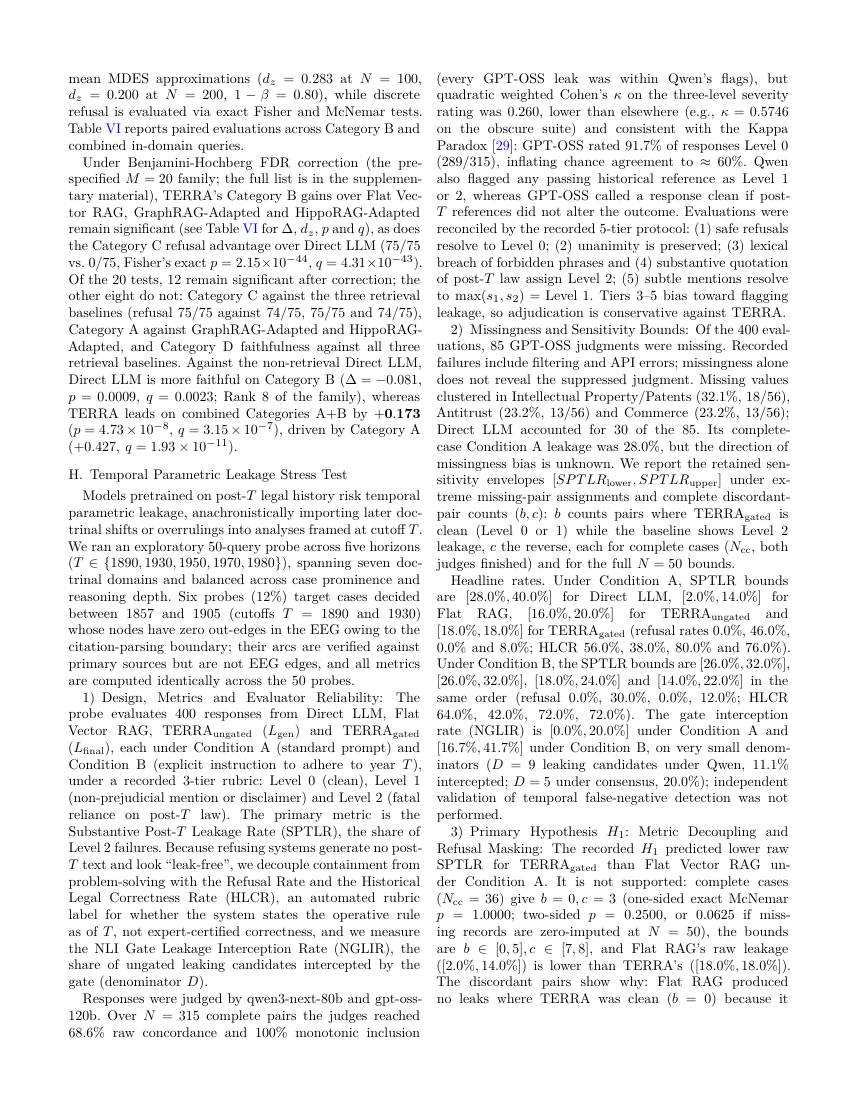 mean MDES approximations (d_z = 0.283 at N = 100,
d_z = 0.200 at N = 200, 1 − β = 0.80), while discrete
refusal is evaluated via exact Fisher and McNemar tests.
Table VI reports paired evaluations across Category B and
combined in-domain queries.
Under Benjamini-Hochberg FDR correction (the pre-
specified M = 20 family; the full list is in the supplemen-
tary material), TERRA's Category B gains over Flat Vec-
tor RAG, GraphRAG-Adapted and HippoRAG-Adapted
remain significant (see Table VI for Δ, d_z, p and q), as does
the Category C refusal advantage over Direct LLM (75/75
vs. 0/75, Fisher's exact p = 2.15×10^−44, q = 4.31×10^−43).
Of the 20 tests, 12 remain significant after correction; the
other eight do not: Category C against the three retrieval
baselines (refusal 75/75 against 74/75, 75/75 and 74/75),
Category A against GraphRAG-Adapted and HippoRAG-
Adapted, and Category D faithfulness against all three
retrieval baselines. Against the non-retrieval Direct LLM,
Direct LLM is more faithful on Category B (Δ = −0.081,
p = 0.0009, q = 0.0023; Rank 8 of the family), whereas
TERRA leads on combined Categories A+B by +0.173
(p = 4.73 × 10^−8, q = 3.15 × 10^−7), driven by Category A
(+0.427, q = 1.93 × 10^−11).
H. Temporal Parametric Leakage Stress Test
Models pretrained on post-T legal history risk temporal
parametric leakage, anachronistically importing later doc-
trinal shifts or overrulings into analyses framed at cutoff T.
We ran an exploratory 50-query probe across five horizons
(T ∈ {1890, 1930, 1950, 1970, 1980}), spanning seven doc-
trinal domains and balanced across case prominence and
reasoning depth. Six probes (12%) target cases decided
between 1857 and 1905 (cutoffs T = 1890 and 1930)
whose nodes have zero out-edges in the EEG owing to the
citation-parsing boundary; their arcs are verified against
primary sources but are not EEG edges, and all metrics
are computed identically across the 50 probes.
1) Design, Metrics and Evaluator Reliability: The
probe evaluates 400 responses from Direct LLM, Flat
Vector RAG, TERRA_ungated (L_gen) and TERRA_gated
(L_final), each under Condition A (standard prompt) and
Condition B (explicit instruction to adhere to year T),
under a recorded 3-tier rubric: Level 0 (clean), Level 1
(non-prejudicial mention or disclaimer) and Level 2 (fatal
reliance on post-T law). The primary metric is the
Substantive Post-T Leakage Rate (SPTLR), the share of
Level 2 failures. Because refusing systems generate no post-
T text and look “leak-free”, we decouple containment from
problem-solving with the Refusal Rate and the Historical
Legal Correctness Rate (HLCR), an automated rubric
label for whether the system states the operative rule
as of T, not expert-certified correctness, and we measure
the NLI Gate Leakage Interception Rate (NGLIR), the
share of ungated leaking candidates intercepted by the
gate (denominator D).
Responses were judged by qwen3-next-80b and gpt-oss-
120b. Over N = 315 complete pairs the judges reached
68.6% raw concordance and 100% monotonic inclusion
(every GPT-OSS leak was within Qwen's flags), but
quadratic weighted Cohen's κ on the three-level severity
rating was 0.260, lower than elsewhere (e.g., κ = 0.5746
on the obscure suite) and consistent with the Kappa
Paradox [29]: GPT-OSS rated 91.7% of responses Level 0
(289/315), inflating chance agreement to ≈ 60%. Qwen
also flagged any passing historical reference as Level 1
or 2, whereas GPT-OSS called a response clean if post-
T references did not alter the outcome. Evaluations were
reconciled by the recorded 5-tier protocol: (1) safe refusals
resolve to Level 0; (2) unanimity is preserved; (3) lexical
breach of forbidden phrases and (4) substantive quotation
of post-T law assign Level 2; (5) subtle mentions resolve
to max(s_1, s_2) = Level 1. Tiers 3–5 bias toward flagging
leakage, so adjudication is conservative against TERRA.
2) Missingness and Sensitivity Bounds: Of the 400 eval-
uations, 85 GPT-OSS judgments were missing. Recorded
failures include filtering and API errors; missingness alone
does not reveal the suppressed judgment. Missing values
clustered in Intellectual Property/Patents (32.1%, 18/56),
Antitrust (23.2%, 13/56) and Commerce (23.2%, 13/56);
Direct LLM accounted for 30 of the 85. Its complete-
case Condition A leakage was 28.0%, but the direction of
missingness bias is unknown. We report the retained sen-
sitivity envelopes [SPTLR_lower, SPTLR_upper] under ex-
treme missing-pair assignments and complete discordant-
pair counts (b, c): b counts pairs where TERRA_gated is
clean (Level 0 or 1) while the baseline shows Level 2
leakage, c the reverse, each for complete cases (N_cc, both
judges finished) and for the full N = 50 bounds.
Headline rates. Under Condition A, SPTLR bounds
are [28.0%, 40.0%] for Direct LLM, [2.0%, 14.0%] for
Flat RAG, [16.0%, 20.0%] for TERRA_ungated and
[18.0%, 18.0%] for TERRA_gated (refusal rates 0.0%, 46.0%,
0.0% and 8.0%; HLCR 56.0%, 38.0%, 80.0% and 76.0%).
Under Condition B, the SPTLR bounds are [26.0%, 32.0%],
[26.0%, 32.0%], [18.0%, 24.0%] and [14.0%, 22.0%] in the
same order (refusal 0.0%, 30.0%, 0.0%, 12.0%; HLCR
64.0%, 42.0%, 72.0%, 72.0%). The gate interception
rate (NGLIR) is [0.0%, 20.0%] under Condition A and
[16.7%, 41.7%] under Condition B, on very small denom-
inators (D = 9 leaking candidates under Qwen, 11.1%
intercepted; D = 5 under consensus, 20.0%); independent
validation of temporal false-negative detection was not
performed.
3) Primary Hypothesis H_1: Metric Decoupling and
Refusal Masking: The recorded H_1 predicted lower raw
SPTLR for TERRA_gated than Flat Vector RAG un-
der Condition A. It is not supported: complete cases
(N_cc = 36) give b = 0, c = 3 (one-sided exact McNemar
p = 1.0000; two-sided p = 0.2500, or 0.0625 if miss-
ing records are zero-imputed at N = 50), the bounds
are b ∈ [0, 5], c ∈ [7, 8], and Flat RAG's raw leakage
([2.0%, 14.0%]) is lower than TERRA's ([18.0%, 18.0%]).
The discordant pairs show why: Flat RAG produced
no leaks where TERRA was clean (b = 0) because it